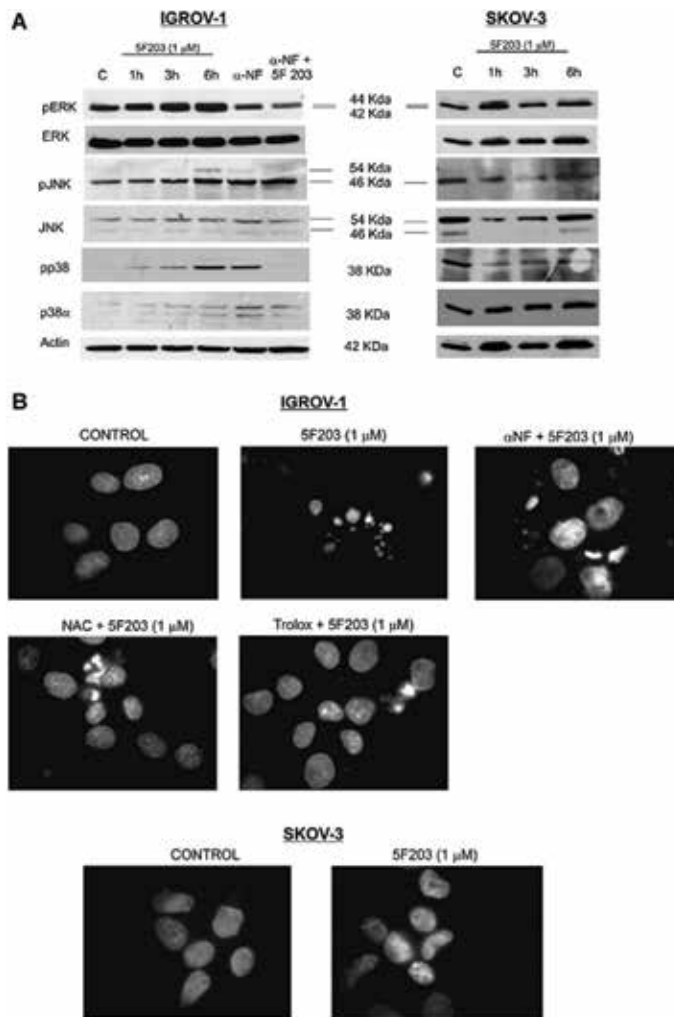 A
IGROV-1
SKOV-3
5F203 (1 μM)
α-NF +
C 1h 3h 6h α-NF 5F 203
5F203 (1 μM)
C 1h 3h 6h
pERK
44 Kda
42 Kda
ERK
pJNK
54 Kda
46 Kda
JNK
54 Kda
46 Kda
pp38
38 KDa
p38α
38 KDa
Actin
42 KDa
B
IGROV-1
CONTROL
5F203 (1 μM)
αNF + 5F203 (1 μM)
NAC + 5F203 (1 μM)
Trolox + 5F203 (1 μM)
SKOV-3
CONTROL
5F203 (1 μM)